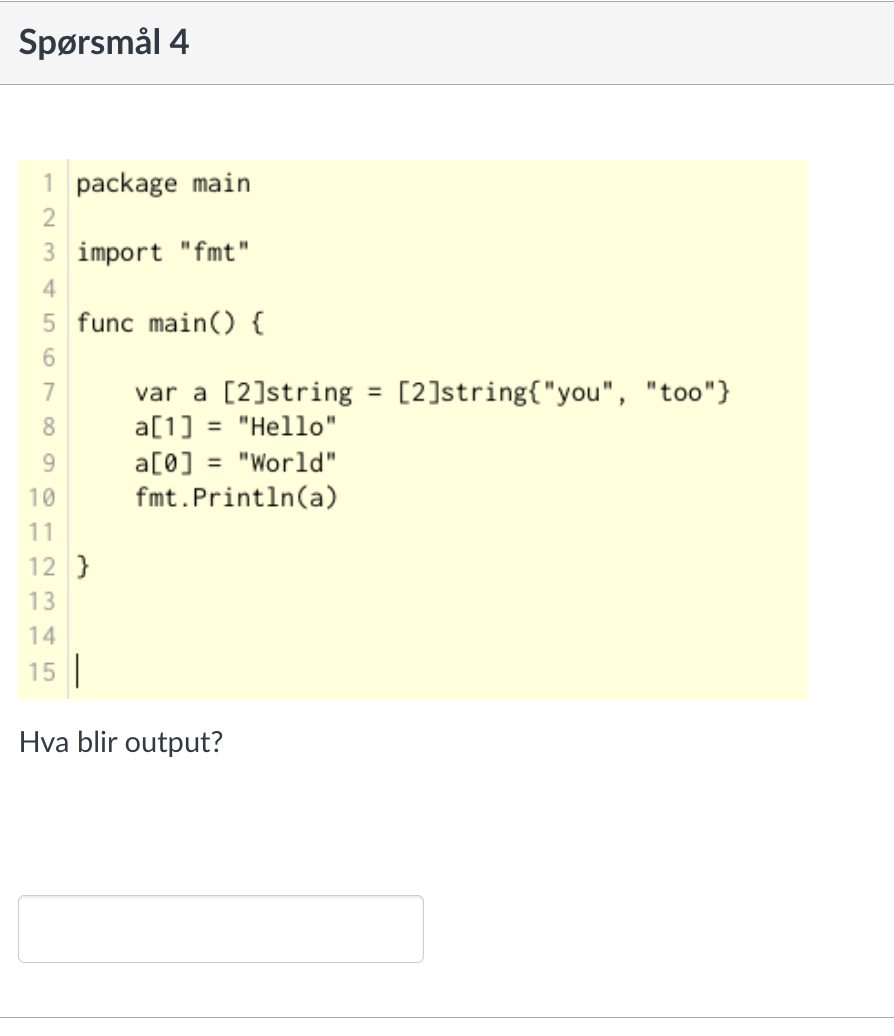 Spørsmål 4
1 package main
2
3 import "fmt"
4
5 func main() {
6
7     var a [2]string = [2]string{"you", "too"}
8     a[1] = "Hello"
9     a[0] = "World"
10     fmt.Println(a)
11
12 }
13
14
15
Hva blir output?